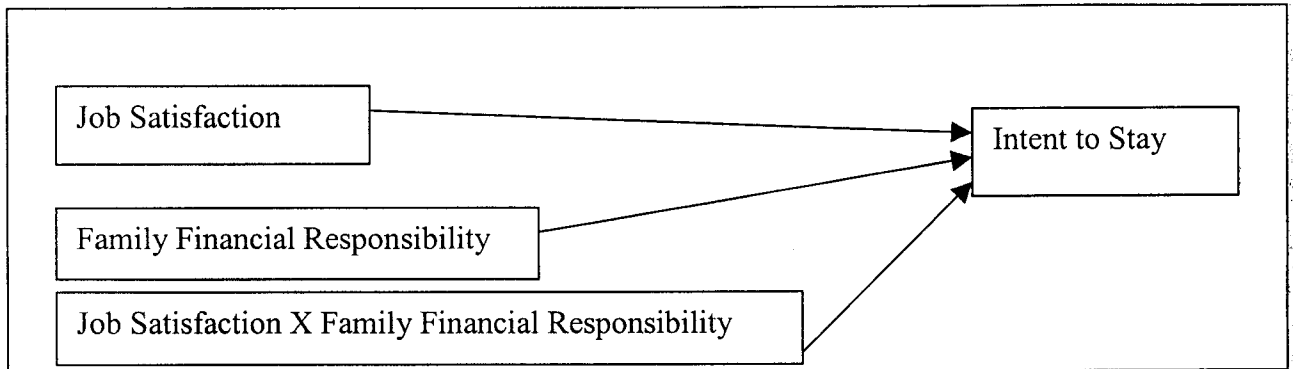 Job Satisfaction
Intent to Stay
Family Financial Responsibility
Job Satisfaction X Family Financial Responsibility